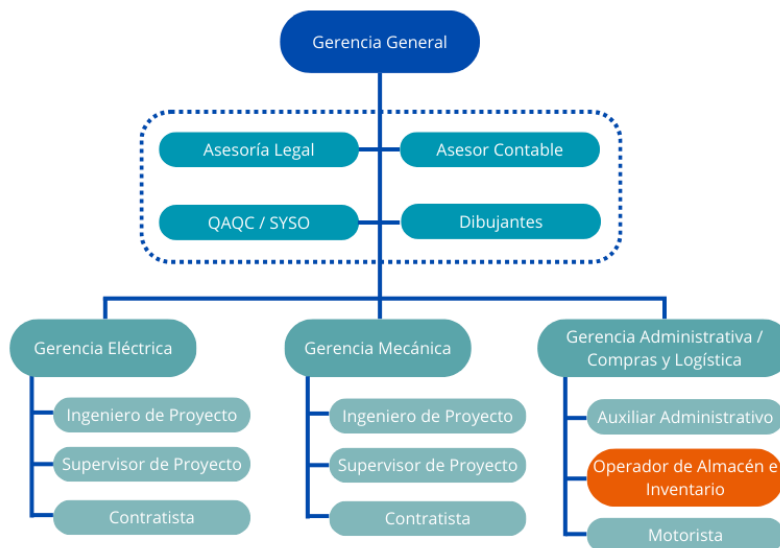 Gerencia General
Asesoría Legal
Asesor Contable
QAQC / SYSO
Dibujantes
Gerencia Eléctrica
Gerencia Mecánica
Gerencia Administrativa /
Compras y Logística
Ingeniero de Proyecto
Supervisor de Proyecto
Contratista
Ingeniero de Proyecto
Supervisor de Proyecto
Contratista
Auxiliar Administrativo
Operador de Almacén e
Inventario
Motorista